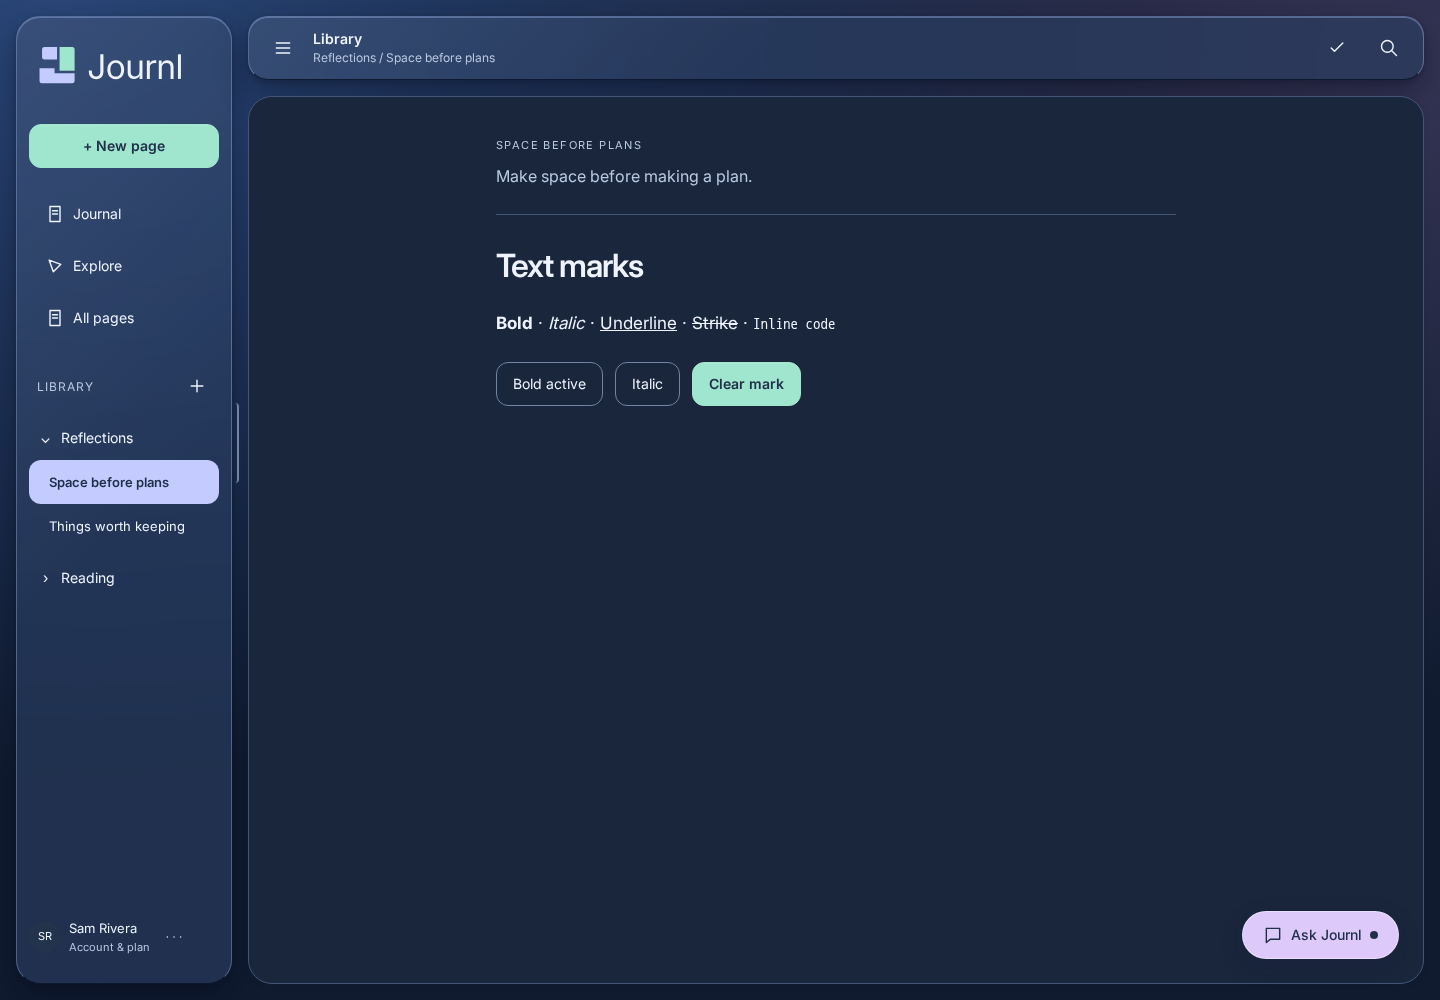 Journl
+ New page
Journal
Explore
All pages
LIBRARY
Reflections
Space before plans
Things worth keeping
Reading
SR
Sam Rivera
Account & plan
...
Library
Reflections / Space before plans
SPACE BEFORE PLANS
Make space before making a plan.
Text marks
Bold · Italic · Underline · Strike · Inline code
Bold active
Italic
Clear mark
Ask Journl